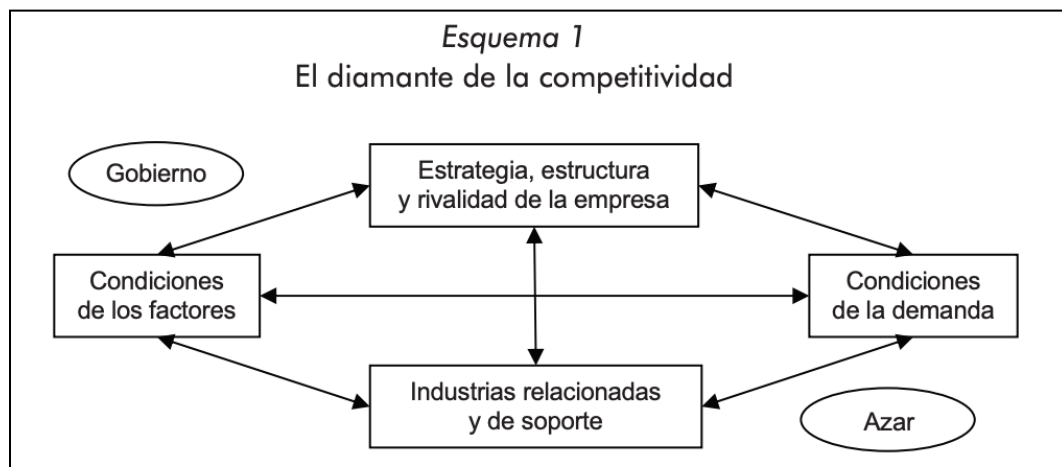 Esquema 1
El diamante de la competitividad
Gobierno
Estrategia, estructura
y rivalidad de la empresa
Condiciones
de los factores
Condiciones
de la demanda
Industrias relacionadas
y de soporte
Azar